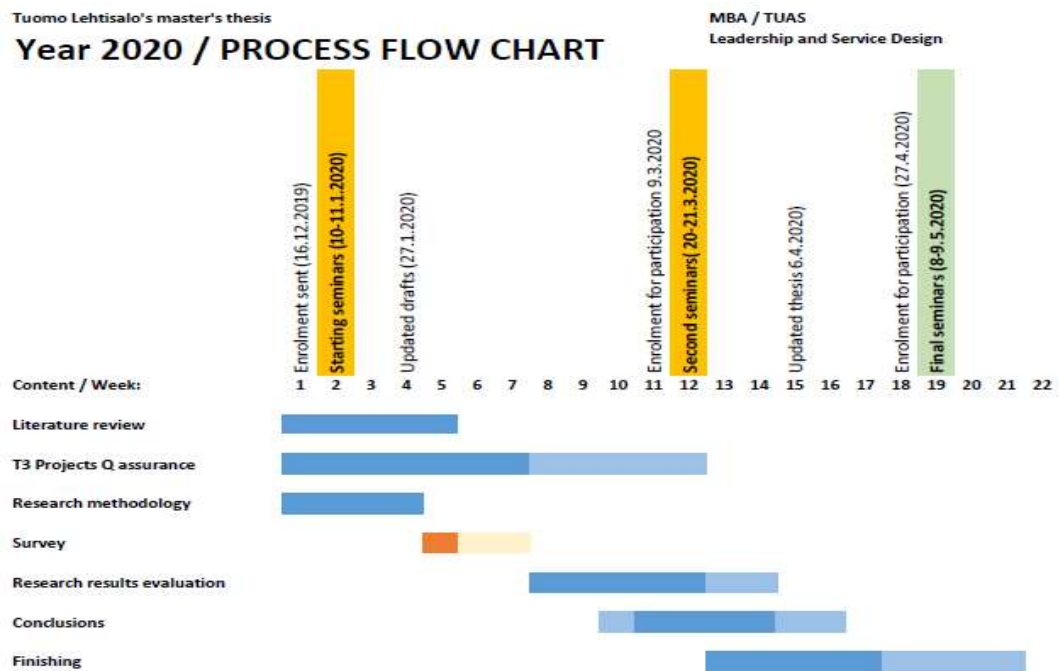 Tuomo Lehtisalo's master's thesis
MBA / TUAS
Year 2020 / PROCESS FLOW CHART
Leadership and Service Design
Enrolment sent (16.12.2019)
Starting seminars (10-11.1.2020)
Updated drafts (27.1.2020)
Enrolment for participation 9.3.2020
Second seminars( 20-21.3.2020)
Updated thesis 6.4.2020)
Enrolment for participation (27.4.2020)
Final seminars (8-9.5.2020)
Content / Week: 1 2 3 4 5 6 7 8 9 10 11 12 13 14 15 16 17 18 19 20 21 22
Literature review
T3 Projects Q assurance
Research methodology
Survey
Research results evaluation
Conclusions
Finishing